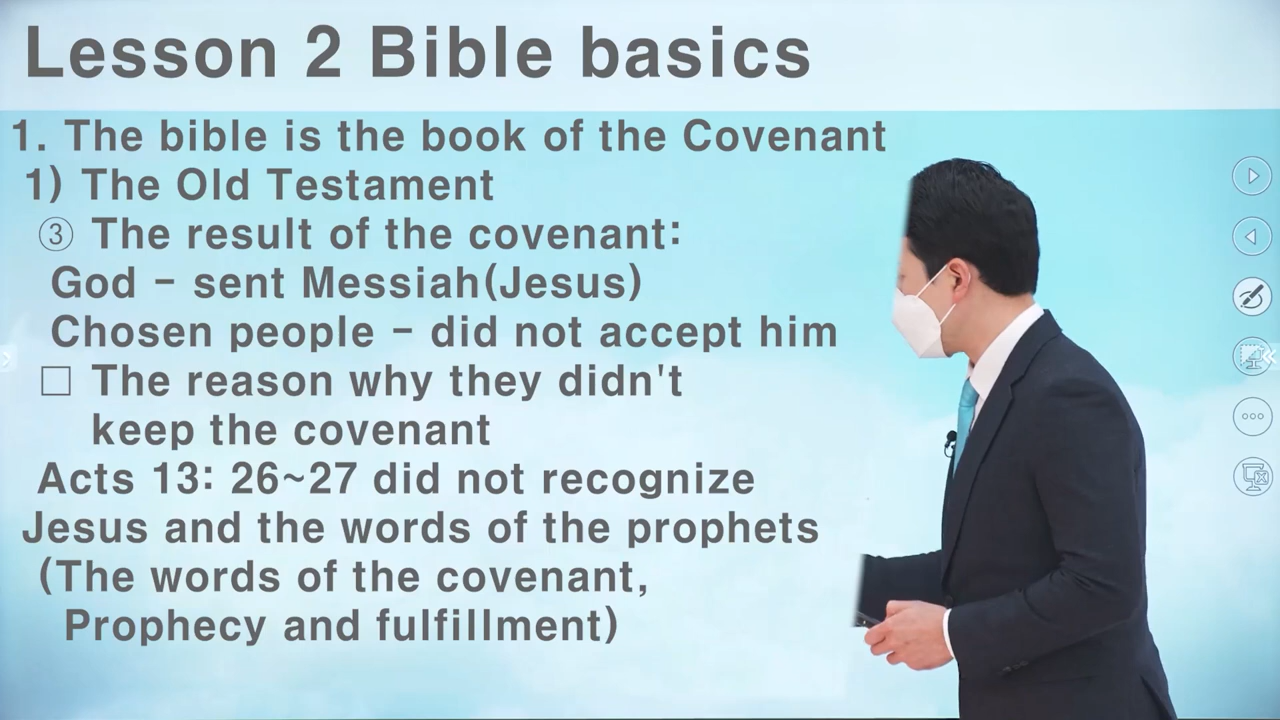 Lesson 2 Bible basics
1. The bible is the book of the Covenant
1) The Old Testament
③ The result of the covenant:
God - sent Messiah(Jesus)
Chosen people - did not accept him
□ The reason why they didn't
keep the covenant
Acts 13: 26~27 did not recognize
Jesus and the words of the prophets
(The words of the covenant,
Prophecy and fulfillment)